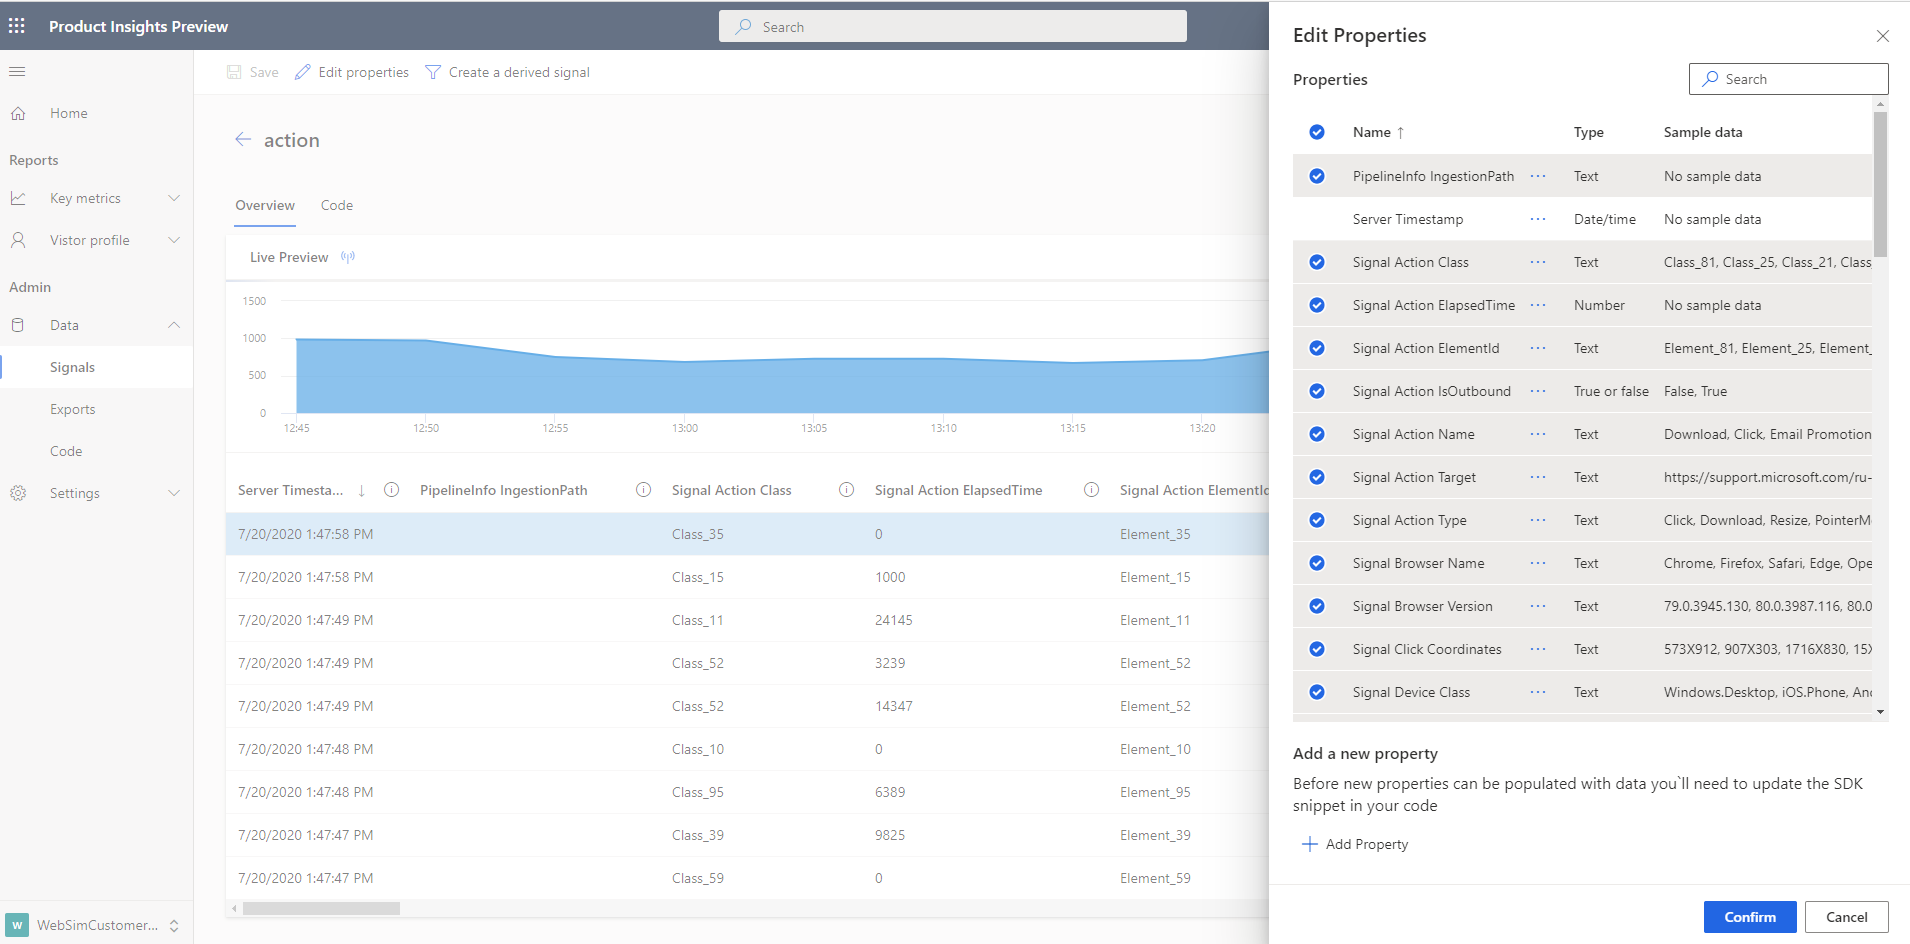 Product Insights Preview
Search
Home
Reports
Key metrics
Vistor profile
Admin
Data
Signals
Exports
Code
Settings
WebSimCustomer...
W
Save
Edit properties
Create a derived signal
action
Overview
Code
Live Preview
1500
1000
500
0
12:45 12:50 12:55 13:00 13:05 13:10 13:15 13:20
Server Timesta... PipelineInfo IngestionPath Signal Action Class Signal Action ElapsedTime Signal Action ElementId
7/20/2020 1:47:58 PM Class_35 0 Element_35
7/20/2020 1:47:58 PM Class_15 1000 Element_15
7/20/2020 1:47:49 PM Class_11 24145 Element_11
7/20/2020 1:47:49 PM Class_52 3239 Element_52
7/20/2020 1:47:49 PM Class_52 14347 Element_52
7/20/2020 1:47:48 PM Class_10 0 Element_10
7/20/2020 1:47:48 PM Class_95 6389 Element_95
7/20/2020 1:47:47 PM Class_39 9825 Element_39
7/20/2020 1:47:47 PM Class_59 0 Element_59
Edit Properties
Properties
Search
Name ↑ Type Sample data
PipelineInfo IngestionPath ... Text No sample data
Server Timestamp ... Date/time No sample data
Signal Action Class ... Text Class_81, Class_25, Class_21, Class
Signal Action ElapsedTime ... Number No sample data
Signal Action ElementId ... Text Element_81, Element_25, Element_
Signal Action IsOutbound ... True or false False, True
Signal Action Name ... Text Download, Click, Email Promotion
Signal Action Target ... Text https://support.microsoft.com/ru-
Signal Action Type ... Text Click, Download, Resize, PointerM
Signal Browser Name ... Text Chrome, Firefox, Safari, Edge, Ope
Signal Browser Version ... Text 79.0.3945.130, 80.0.3987.116, 80.0
Signal Click Coordinates ... Text 573X912, 907X303, 1716X830, 15X
Signal Device Class ... Text Windows.Desktop, iOS.Phone, And
Add a new property
Before new properties can be populated with data you`ll need to update the SDK
snippet in your code
Add Property
Confirm
Cancel